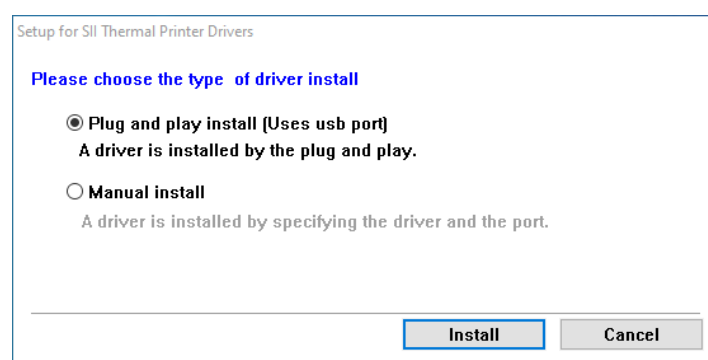 Setup for SII Thermal Printer Drivers
Please choose the type of driver install
Plug and play install (Uses usb port)
A driver is installed by the plug and play.
Manual install
A driver is installed by specifying the driver and the port.
Install Cancel